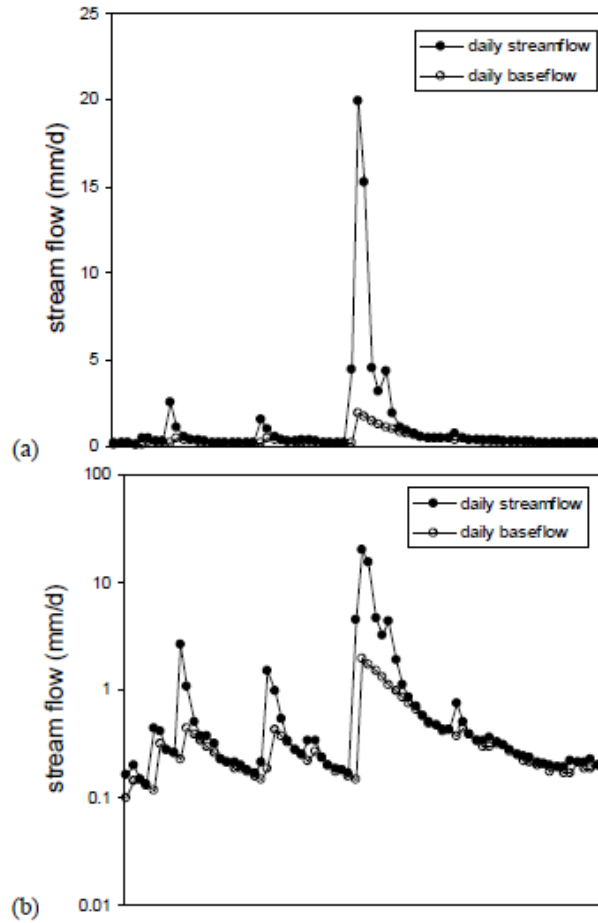 25
daily streamflow
daily baseflow
20
15
10
5
0
stream flow (mm/d)
(a)
100
daily streamflow
daily baseflow
10
1
0.1
0.01
stream flow (mm/d)
(b)